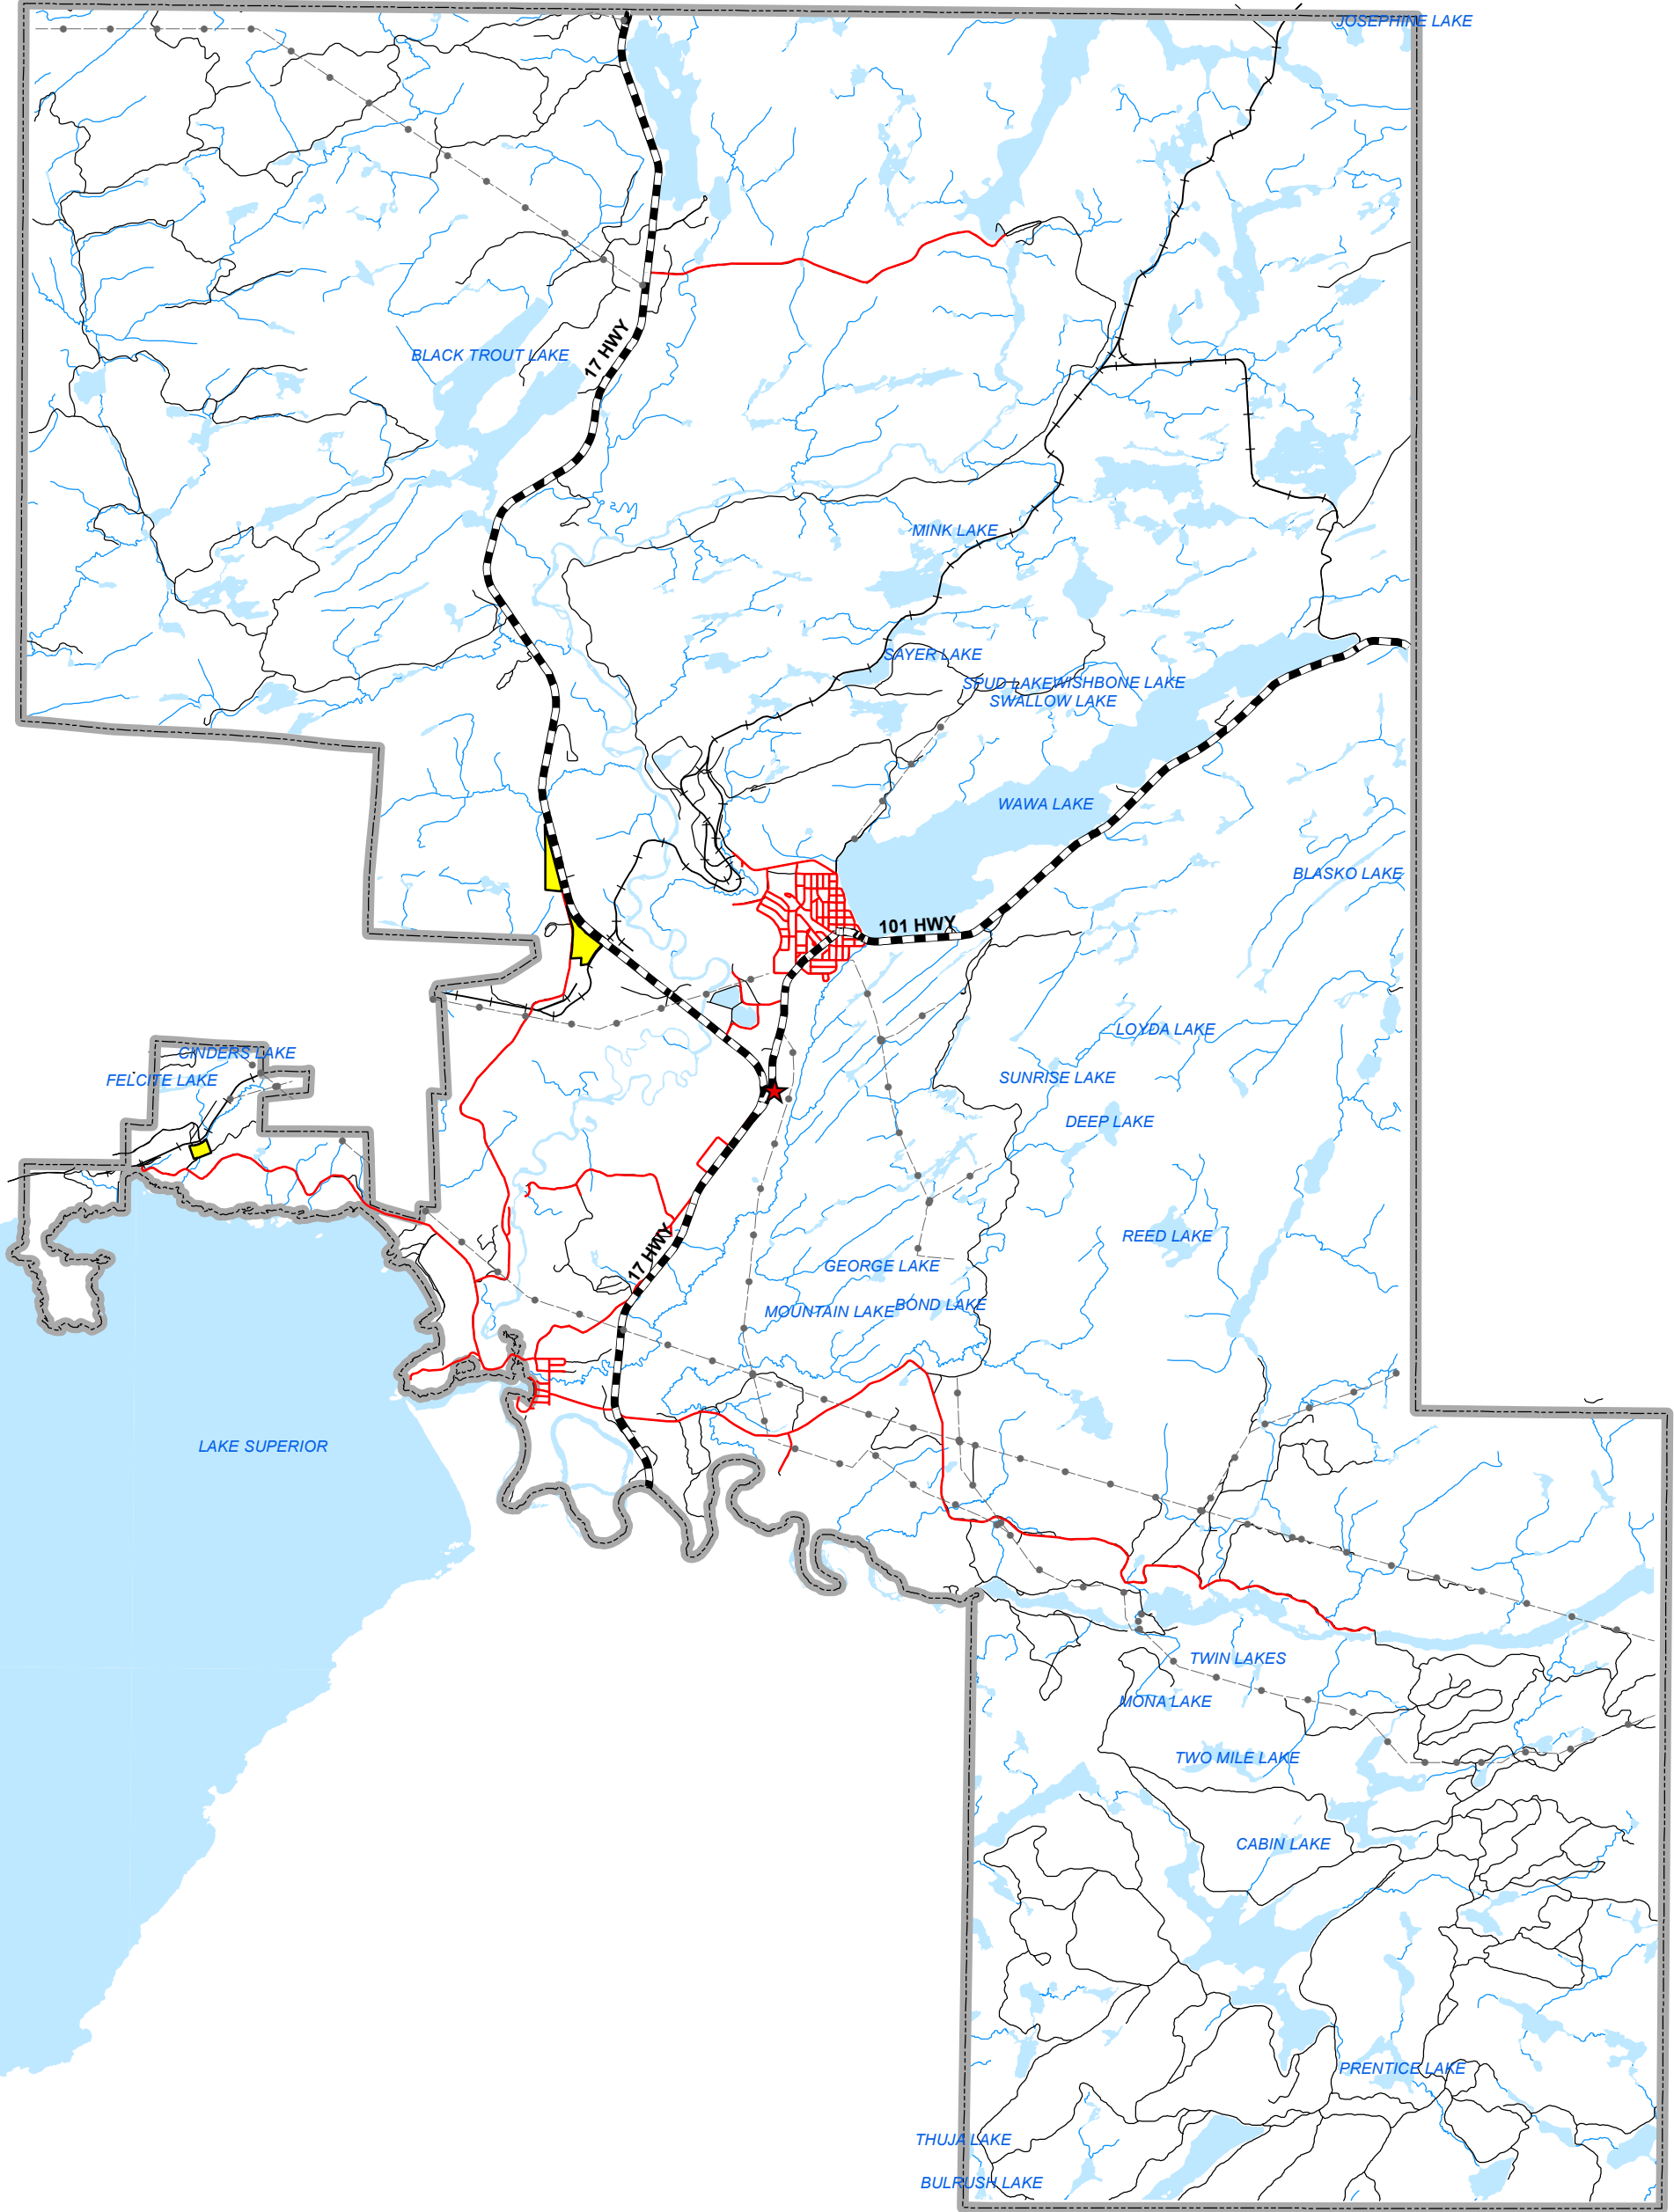 JOSEPHINE LAKE
17 HWY
BLACK TROUT LAKE
MINK LAKE
SAYER LAKE
SPUD LAKE
WISHBONE LAKE
SWALLOW LAKE
WAWA LAKE
BLASKO LAKE
101 HWY
LOYDA LAKE
CINDERS LAKE
FELCITE LAKE
SUNRISE LAKE
DEEP LAKE
REED LAKE
17 HWY
GEORGE LAKE
BOND LAKE
MOUNTAIN LAKE
LAKE SUPERIOR
TWIN LAKES
MONA LAKE
TWO MILE LAKE
CABIN LAKE
PRENTICE LAKE
THUJA LAKE
BULRUSH LAKE